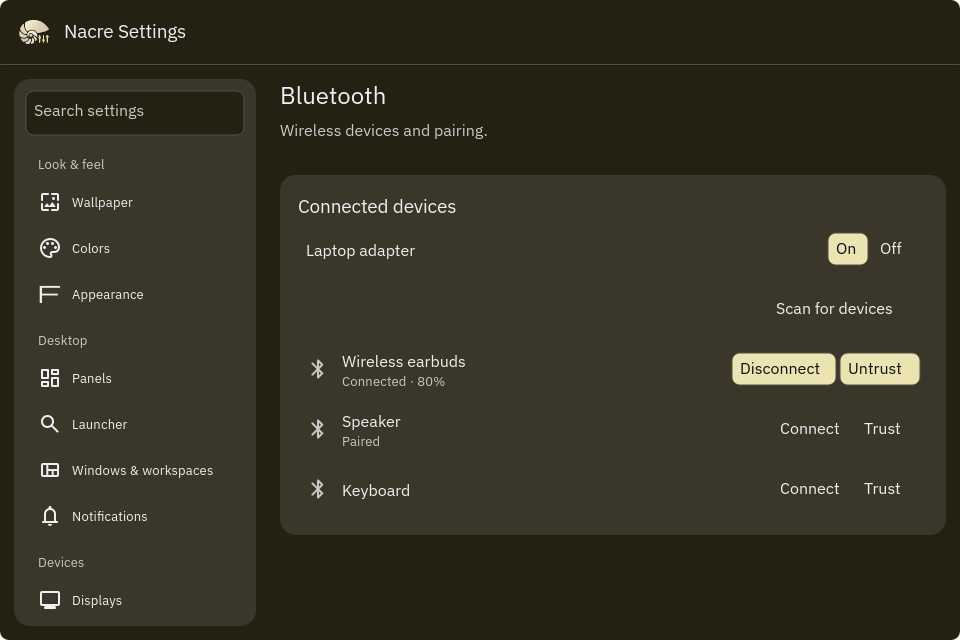 Nacre Settings
Search settings
Look & feel
Wallpaper
Colors
Appearance
Desktop
Panels
Launcher
Windows & workspaces
Notifications
Devices
Displays
Bluetooth
Wireless devices and pairing.
Connected devices
Laptop adapter
On Off
Scan for devices
Wireless earbuds
Connected · 80%
Disconnect Untrust
Speaker
Paired
Connect Trust
Keyboard
Connect Trust